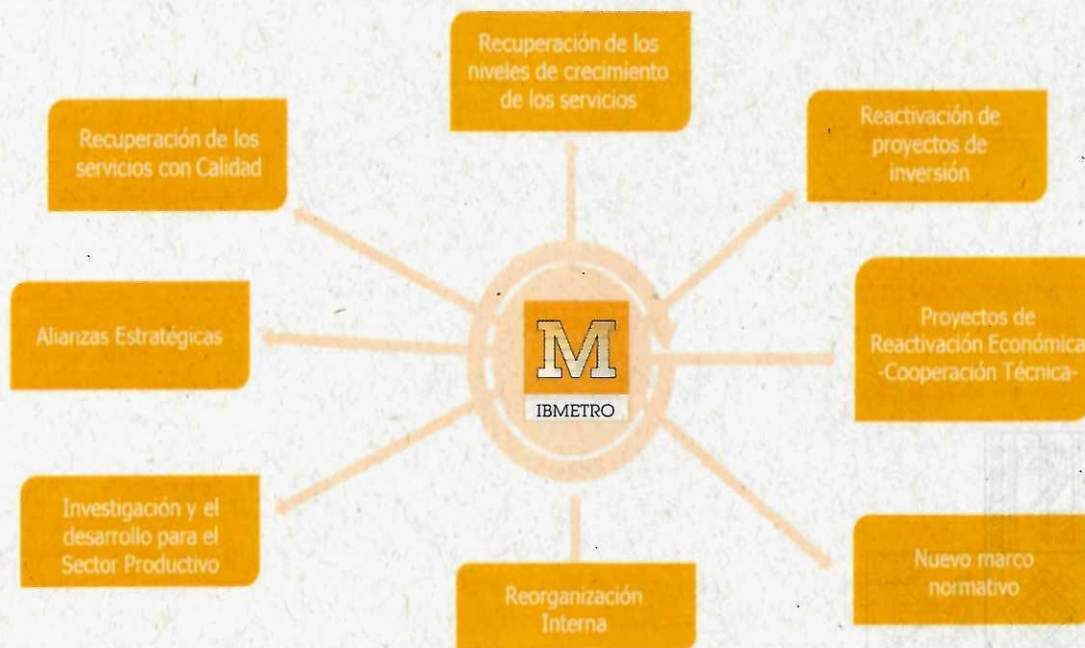 Recuperación de los
niveles de crecimiento
de los servicios
Recuperación de los
servicios con Calidad
Reactivación de
proyectos de
inversión
Alianzas Estratégicas
M
IBMETRO
Proyectos de
Reactivación Económica
-Cooperación Técnica-
Investigación y el
desarrollo para el
Sector Productivo
Reorganización
Interna
Nuevo marco
normativo